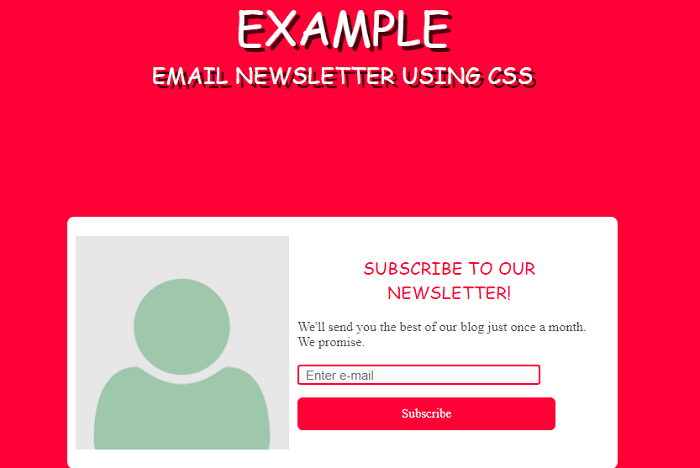 EXAMPLE
EMAIL NEWSLETTER USING CSS
SUBSCRIBE TO OUR
NEWSLETTER!
We'll send you the best of our blog just once a month.
We promise.
Enter e-mail
Subscribe